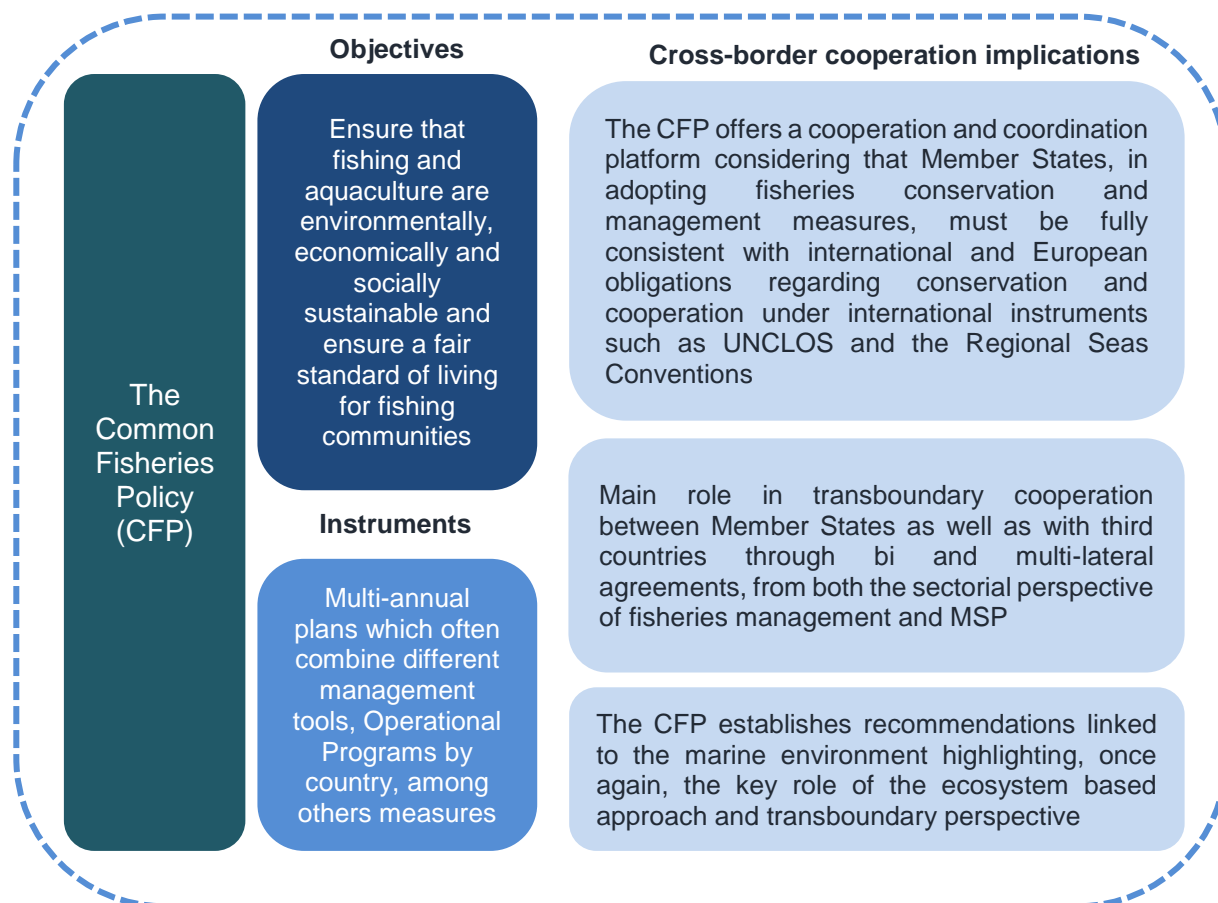 The
Common
Fisheries
Policy
(CFP)
Objectives
Ensure that
fishing and
aquaculture are
environmentally,
economically and
socially
sustainable and
ensure a fair
standard of living
for fishing
communities
Instruments
Multi-annual
plans which often
combine different
management
tools, Operational
Programs by
country, among
others measures
Cross-border cooperation implications
The CFP offers a cooperation and coordination
platform considering that Member States, in
adopting fisheries conservation and
management measures, must be fully
consistent with international and European
obligations regarding conservation and
cooperation under international instruments
such as UNCLOS and the Regional Seas
Conventions
Main role in transboundary cooperation
between Member States as well as with third
countries through bi and multi-lateral
agreements, from both the sectorial perspective
of fisheries management and MSP
The CFP establishes recommendations linked
to the marine environment highlighting, once
again, the key role of the ecosystem based
approach and transboundary perspective